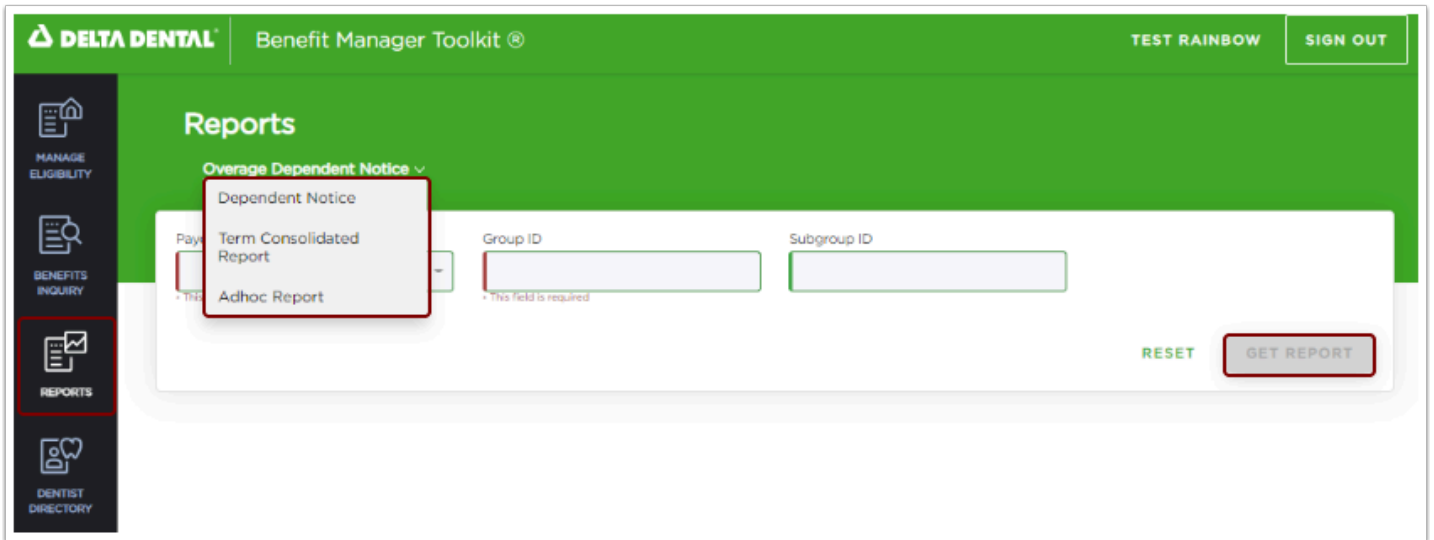 DELTA DENTAL
Benefit Manager Toolkit ®
TEST RAINBOW
SIGN OUT
MANAGE
ELIGIBILITY
BENEFITS
INQUIRY
REPORTS
DENTIST
DIRECTORY
Reports
Overage Dependent Notice
Dependent Notice
Term Consolidated
Report
Adhoc Report
Group ID
Subgroup ID
• This field is required
RESET
GET REPORT